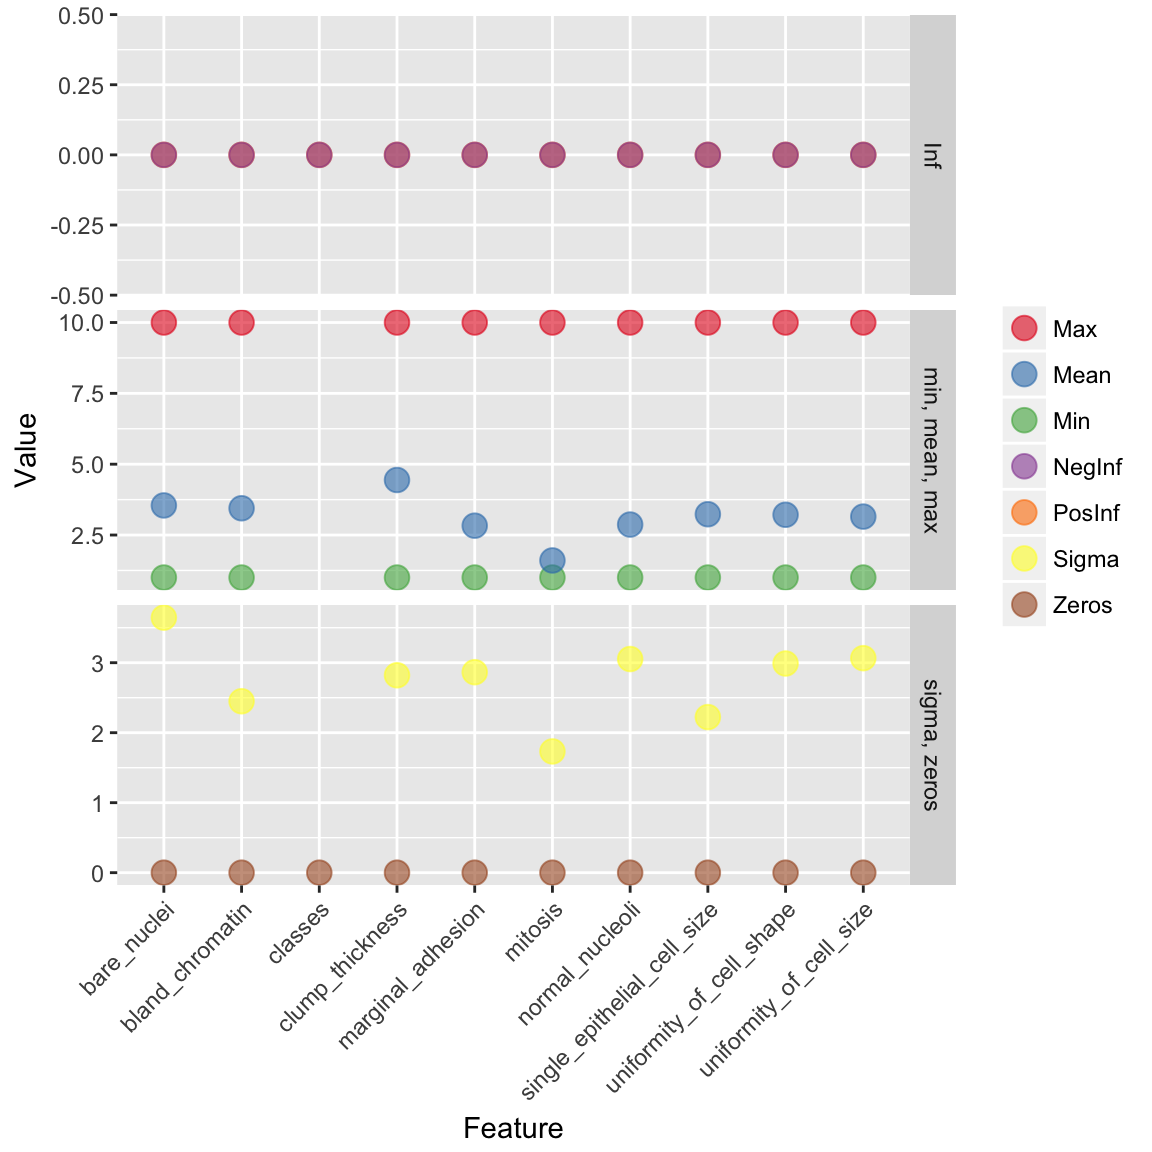 0.50
0.25
0.00
-0.25
-0.50
Inf
10.0
7.5
5.0
2.5
min, mean, max
3
2
1
0
sigma, zeros
Value
bare_nuclei
bland_chromatin
classes
clump_thickness
marginal_adhesion
mitosis
normal_nucleoli
single_epithelial_cell_size
uniformity_of_cell_shape
uniformity_of_cell_size
Feature
Max
Mean
Min
NegInf
PosInf
Sigma
Zeros